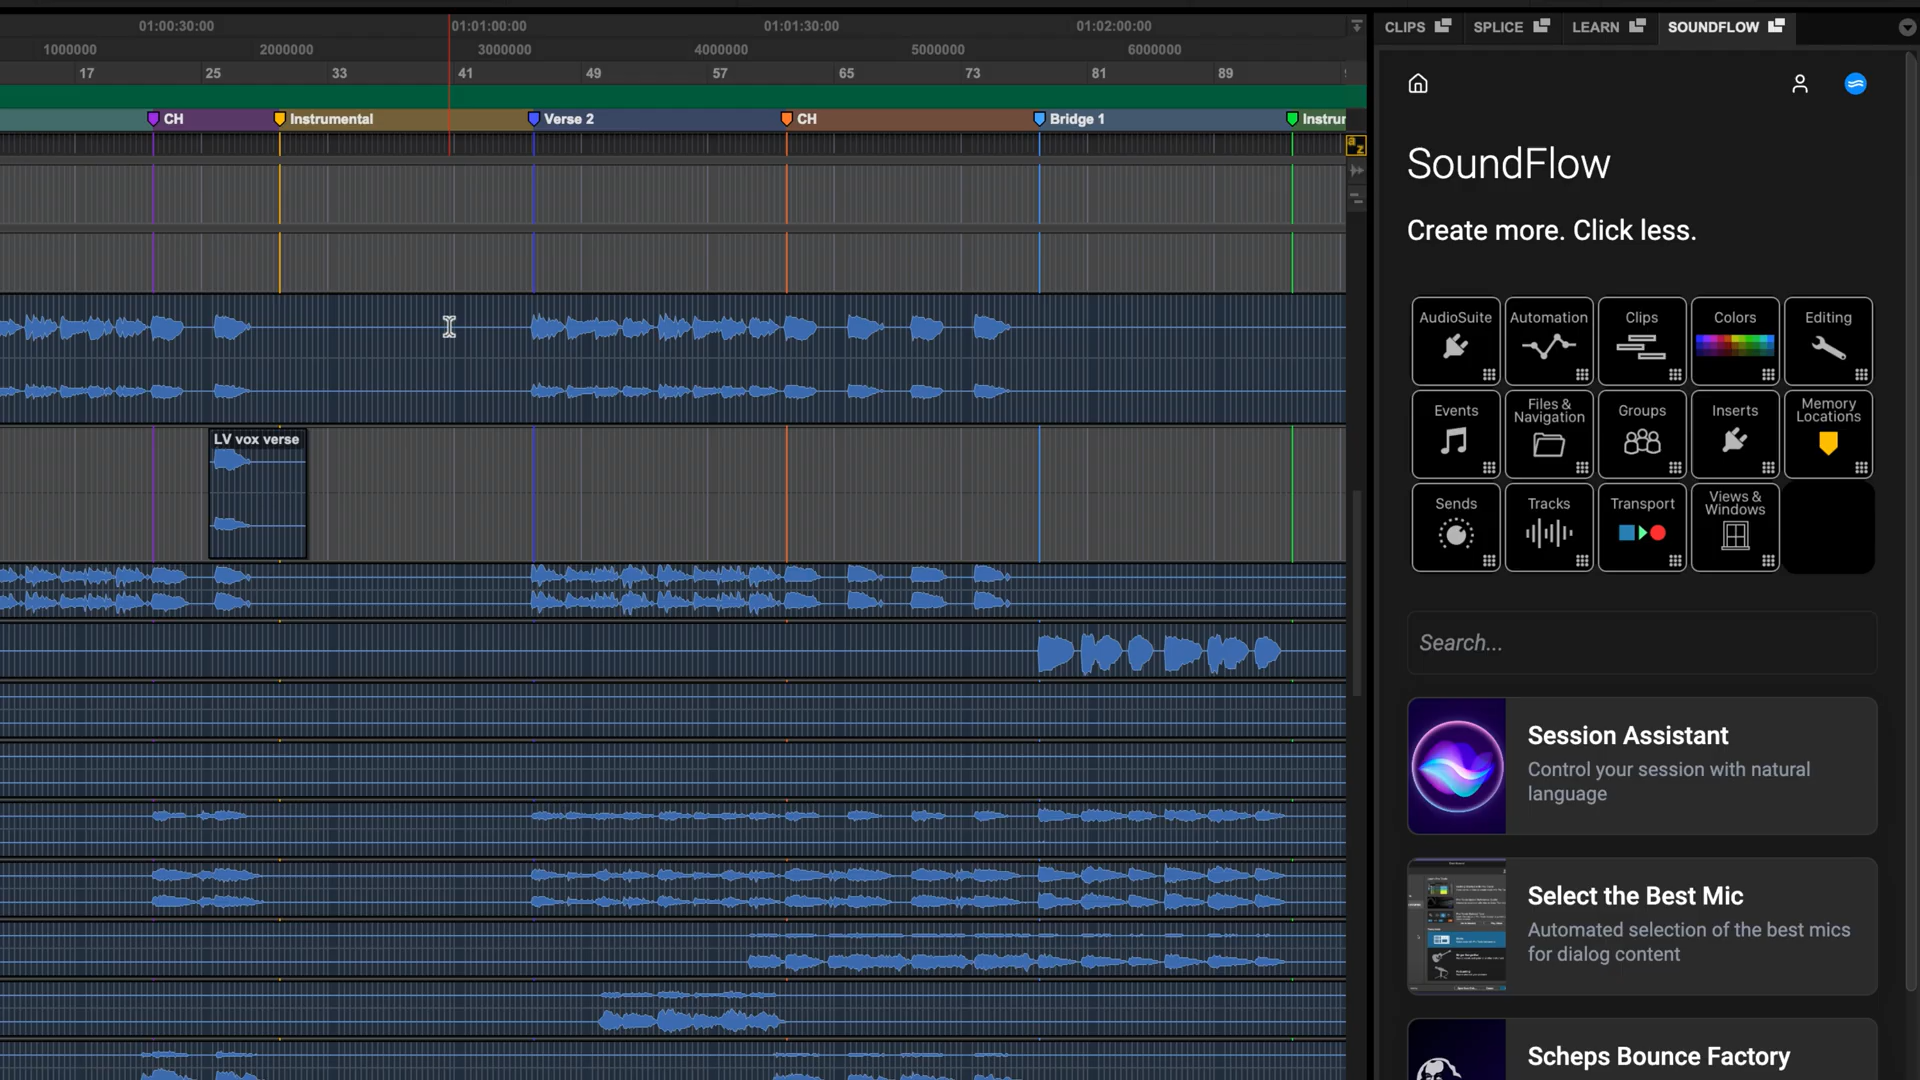 01:00:30:00 01:01:00:00 01:01:30:00 01:02:00:00
1000000 2000000 3000000 4000000 5000000 6000000
17 25 33 41 49 57 65 73 81 89
CH Instrumental Verse 2 CH Bridge 1 Instrur
a z
LV vox verse
CLIPS SPLICE LEARN SOUNDFLOW
SoundFlow
Create more. Click less.
AudioSuite Automation Clips Colors Editing
Events Files & Navigation Groups Inserts Memory Locations
Sends Tracks Transport Views & Windows
Search...
Session Assistant
Control your session with natural
language
Select the Best Mic
Automated selection of the best mics
for dialog content
Scheps Bounce Factory